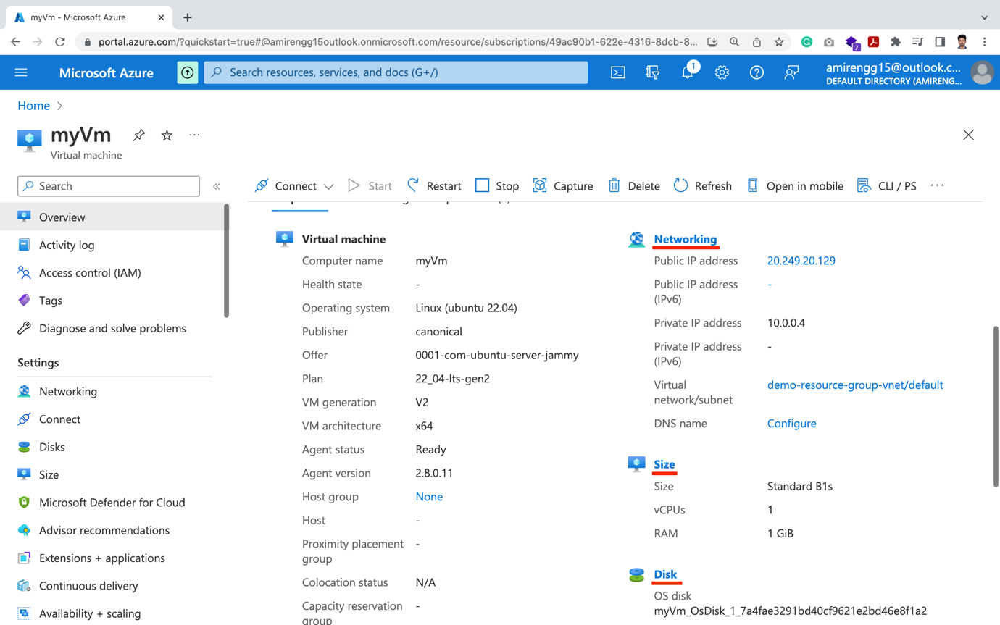 myVm - Microsoft Azure
portal.azure.com/?quickstart=true#@amirengg15outlook.onmicrosoft.com/resource/subscriptions/49ac90b1-622e-4316-8dcb-8...
7
Microsoft Azure
Search resources, services, and docs (G+/)
1
amirengg15@outlook.c...
DEFAULT DIRECTORY (AMIRENG...
Home
myVm
Virtual machine
Search
Connect
Start
Restart
Stop
Capture
Delete
Refresh
Open in mobile
CLI / PS
Overview
Activity log
Access control (IAM)
Tags
Diagnose and solve problems
Settings
Networking
Connect
Disks
Size
Microsoft Defender for Cloud
Advisor recommendations
Extensions + applications
Continuous delivery
Availability + scaling
Virtual machine
Computer name myVm
Health state -
Operating system Linux (ubuntu 22.04)
Publisher canonical
Offer 0001-com-ubuntu-server-jammy
Plan 22_04-lts-gen2
VM generation V2
VM architecture x64
Agent status Ready
Agent version 2.8.0.11
Host group None
Host -
Proximity placement -
group
Colocation status N/A
Capacity reservation -
group
Networking
Public IP address 20.249.20.129
Public IP address -
(IPv6)
Private IP address 10.0.0.4
Private IP address -
(IPv6)
Virtual demo-resource-group-vnet/default
network/subnet
DNS name Configure
Size
Size Standard B1s
vCPUs 1
RAM 1 GiB
Disk
OS disk
myVm_OsDisk_1_7a4fae3291bd40cf9621e2bd46e8f1a2